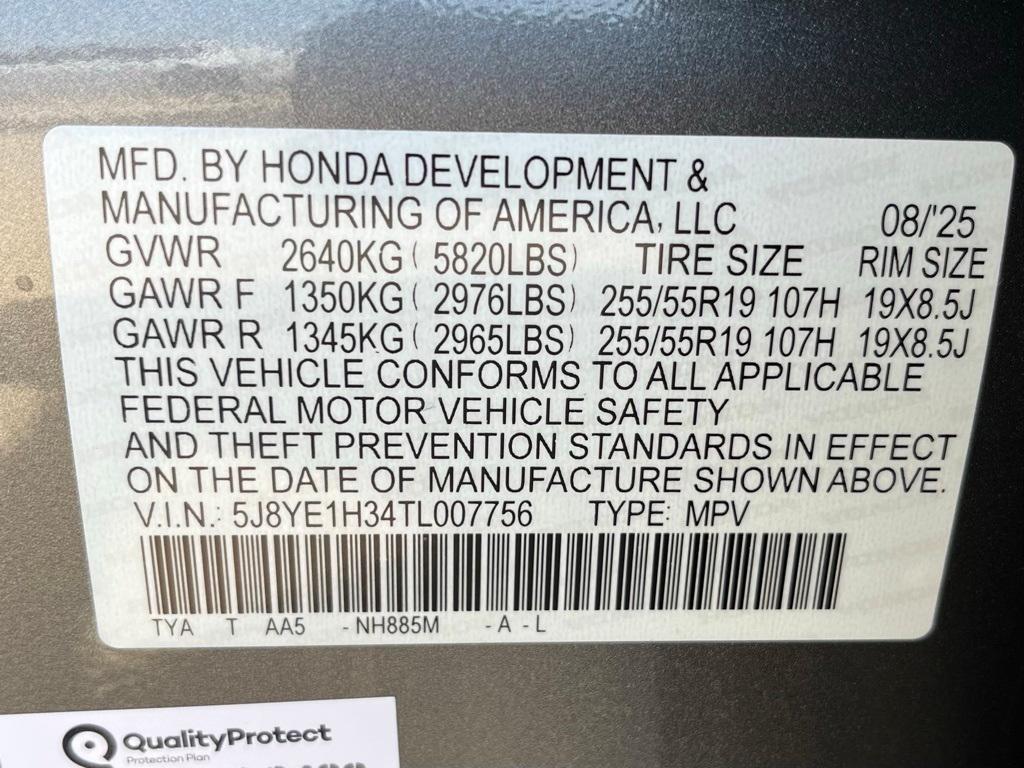 MFD. BY HONDA DEVELOPMENT &
MANUFACTURING OF AMERICA, LLC 08/'25
GVWR 2640KG ( 5820LBS) TIRE SIZE RIM SIZE
GAWR F 1350KG ( 2976LBS) 255/55R19 107H 19X8.5J
GAWR R 1345KG ( 2965LBS) 255/55R19 107H 19X8.5J
THIS VEHICLE CONFORMS TO ALL APPLICABLE
FEDERAL MOTOR VEHICLE SAFETY
AND THEFT PREVENTION STANDARDS IN EFFECT
ON THE DATE OF MANUFACTURE SHOWN ABOVE.
V.I.N.: 5J8YE1H34TL007756 TYPE: MPV
TYA T AA5 -NH885M -A -L
QualityProtect
Protection Plan